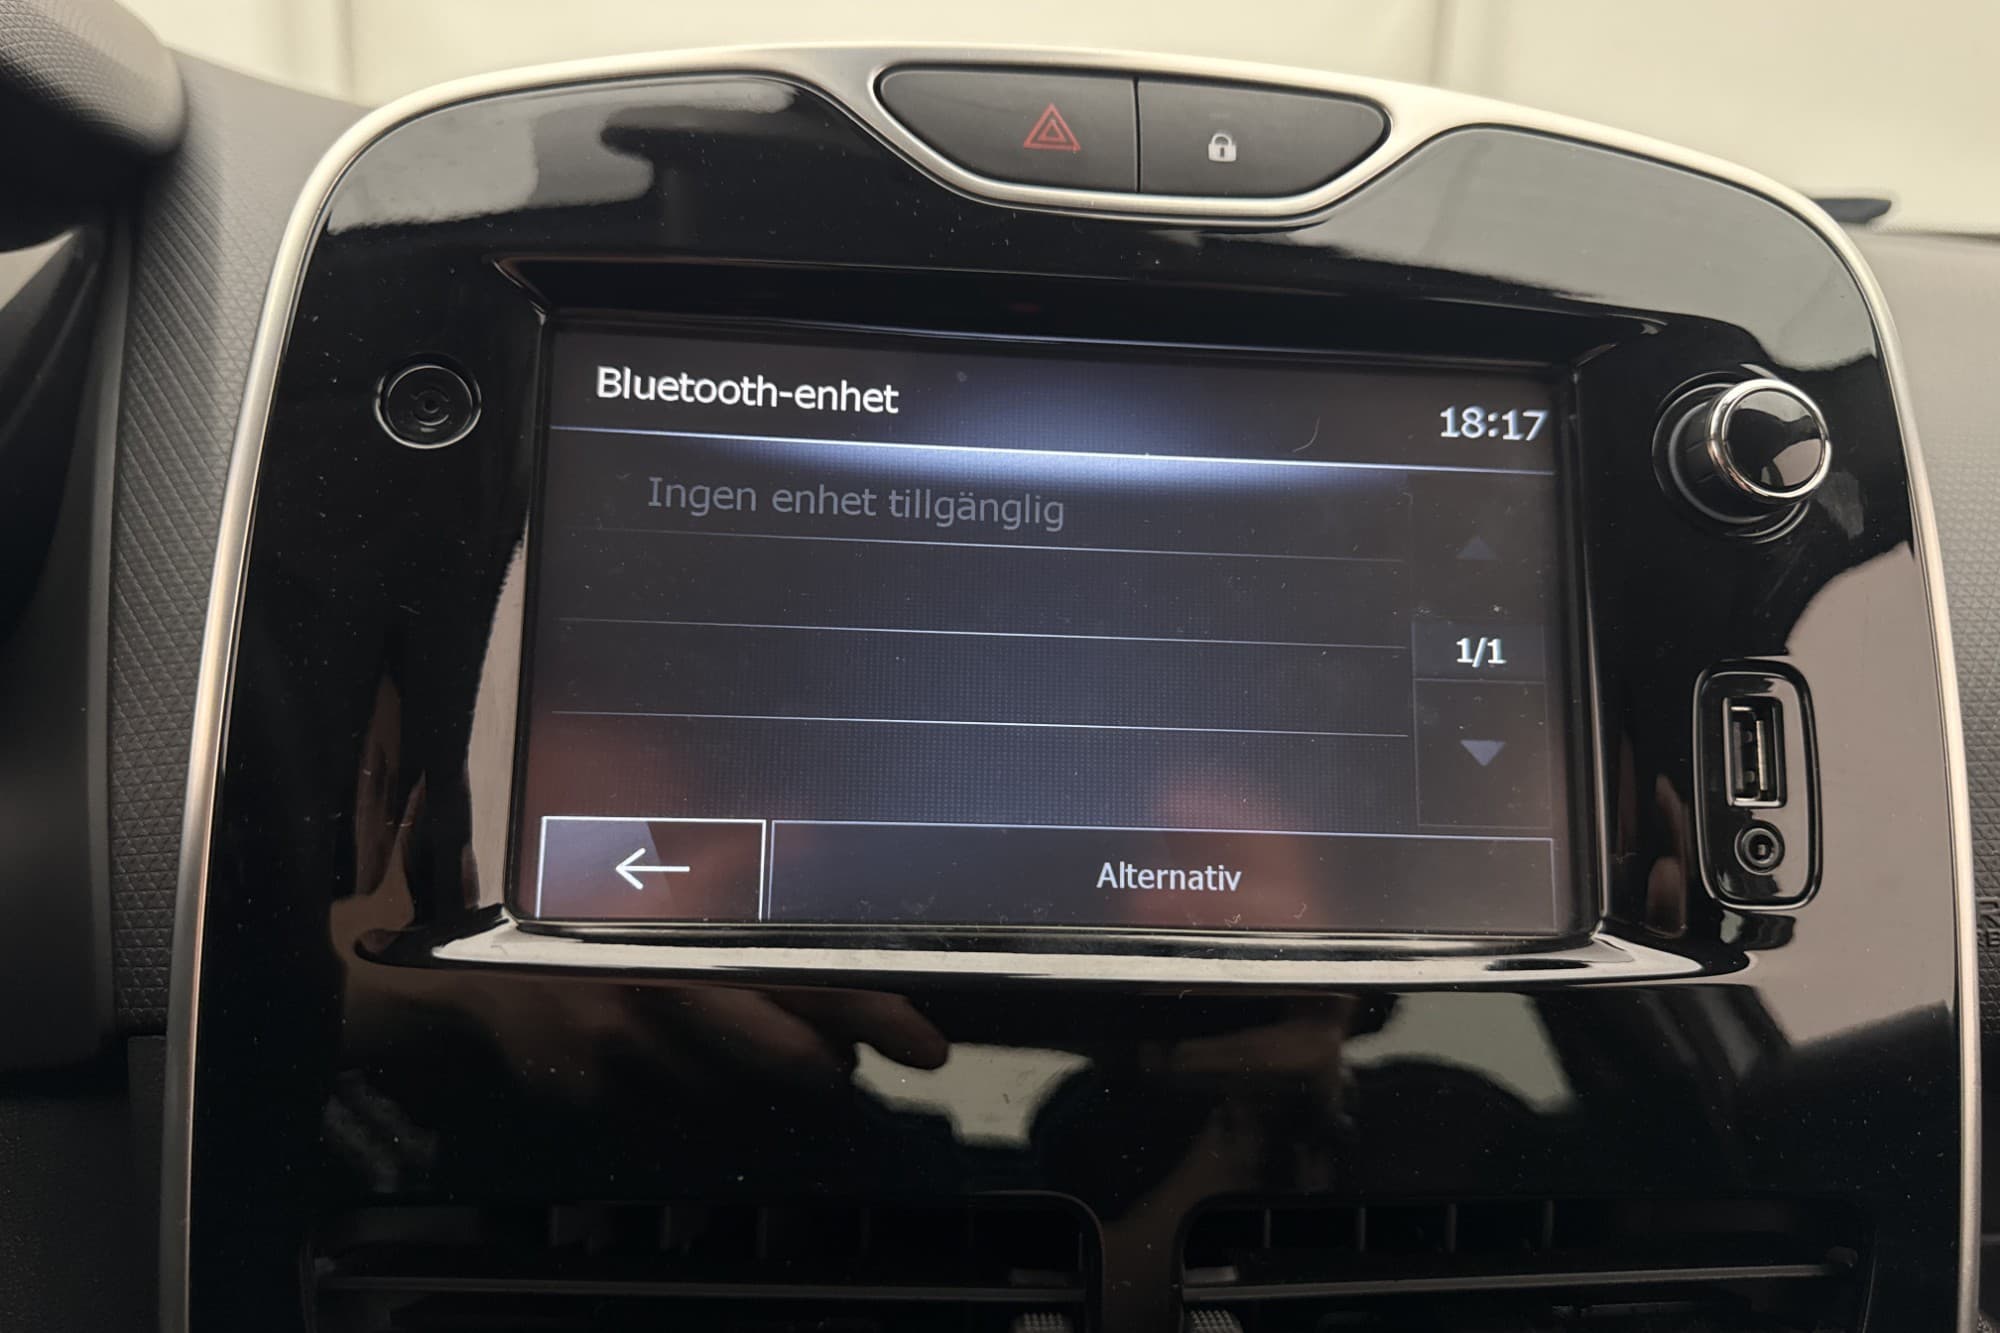 Bluetooth-enhet
18:17
Ingen enhet tillgänglig
1/1
Alternativ